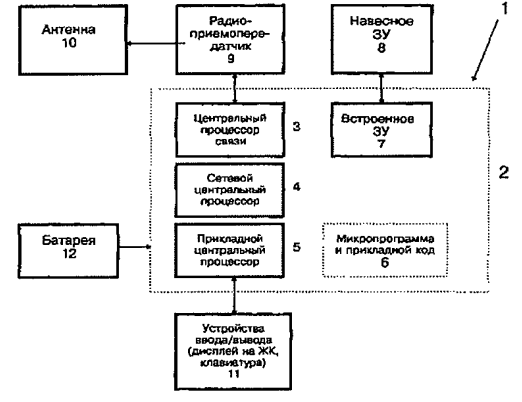 1
Антенна
10
Радио-
приемопере-
датчик
9
Навесное
ЗУ
8
Центральный
процессор
связи
3
Встроенное
ЗУ
7
2
Сетевой
центральный
процессор
4
Батарея
12
Прикладной
центральный
процессор
5
Микропрограмма
и прикладной код
6
Устройства
ввода/вывода
(дисплей на ЖК,
клавиатура)
11